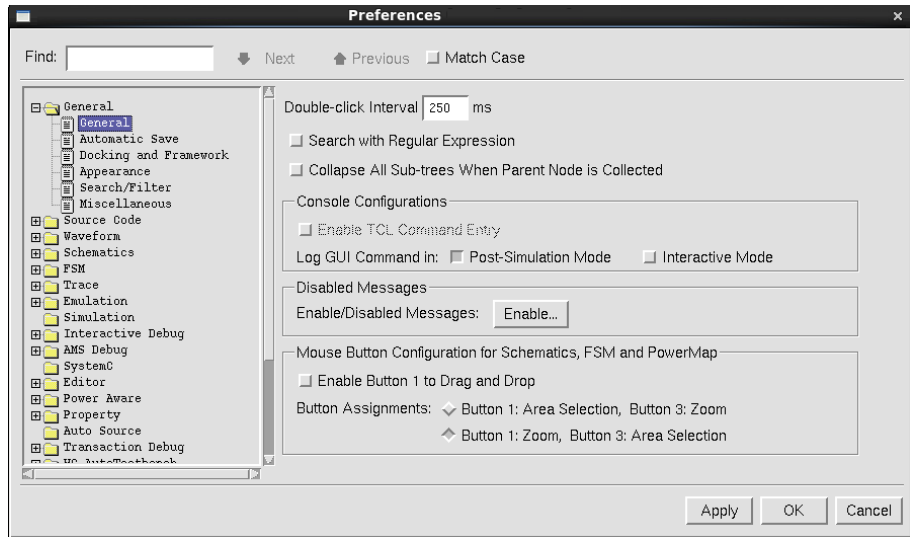 Preferences
Find:
Next
Previous
Match Case
General
General
Automatic Save
Docking and Framework
Appearance
Search/Filter
Miscellaneous
Source Code
Waveform
Schematics
FSM
Trace
Emulation
Simulation
Interactive Debug
AMS Debug
SystemC
Editor
Power Aware
Property
Auto Source
Transaction Debug
Double-click Interval 250 ms
Search with Regular Expression
Collapse All Sub-trees When Parent Node is Collected
Console Configurations
Enable TCL Command Entry
Log GUI Command in: Post-Simulation Mode Interactive Mode
Disabled Messages
Enable/Disabled Messages: Enable...
Mouse Button Configuration for Schematics, FSM and PowerMap
Enable Button 1 to Drag and Drop
Button Assignments: Button 1: Area Selection, Button 3: Zoom
Button 1: Zoom, Button 3: Area Selection
Apply
OK
Cancel